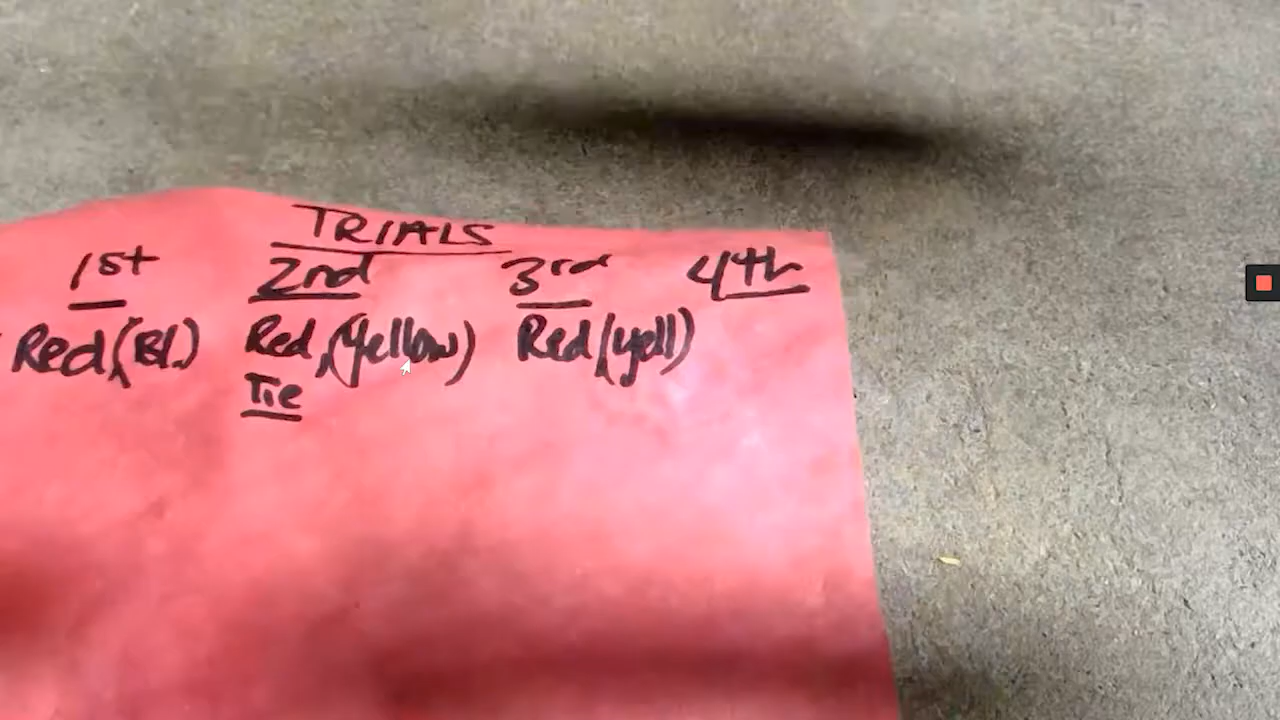 TRIALS
1st 2nd 3rd 4th
Red (Bl.) Red (Yellow) Red (Yell)
Tie